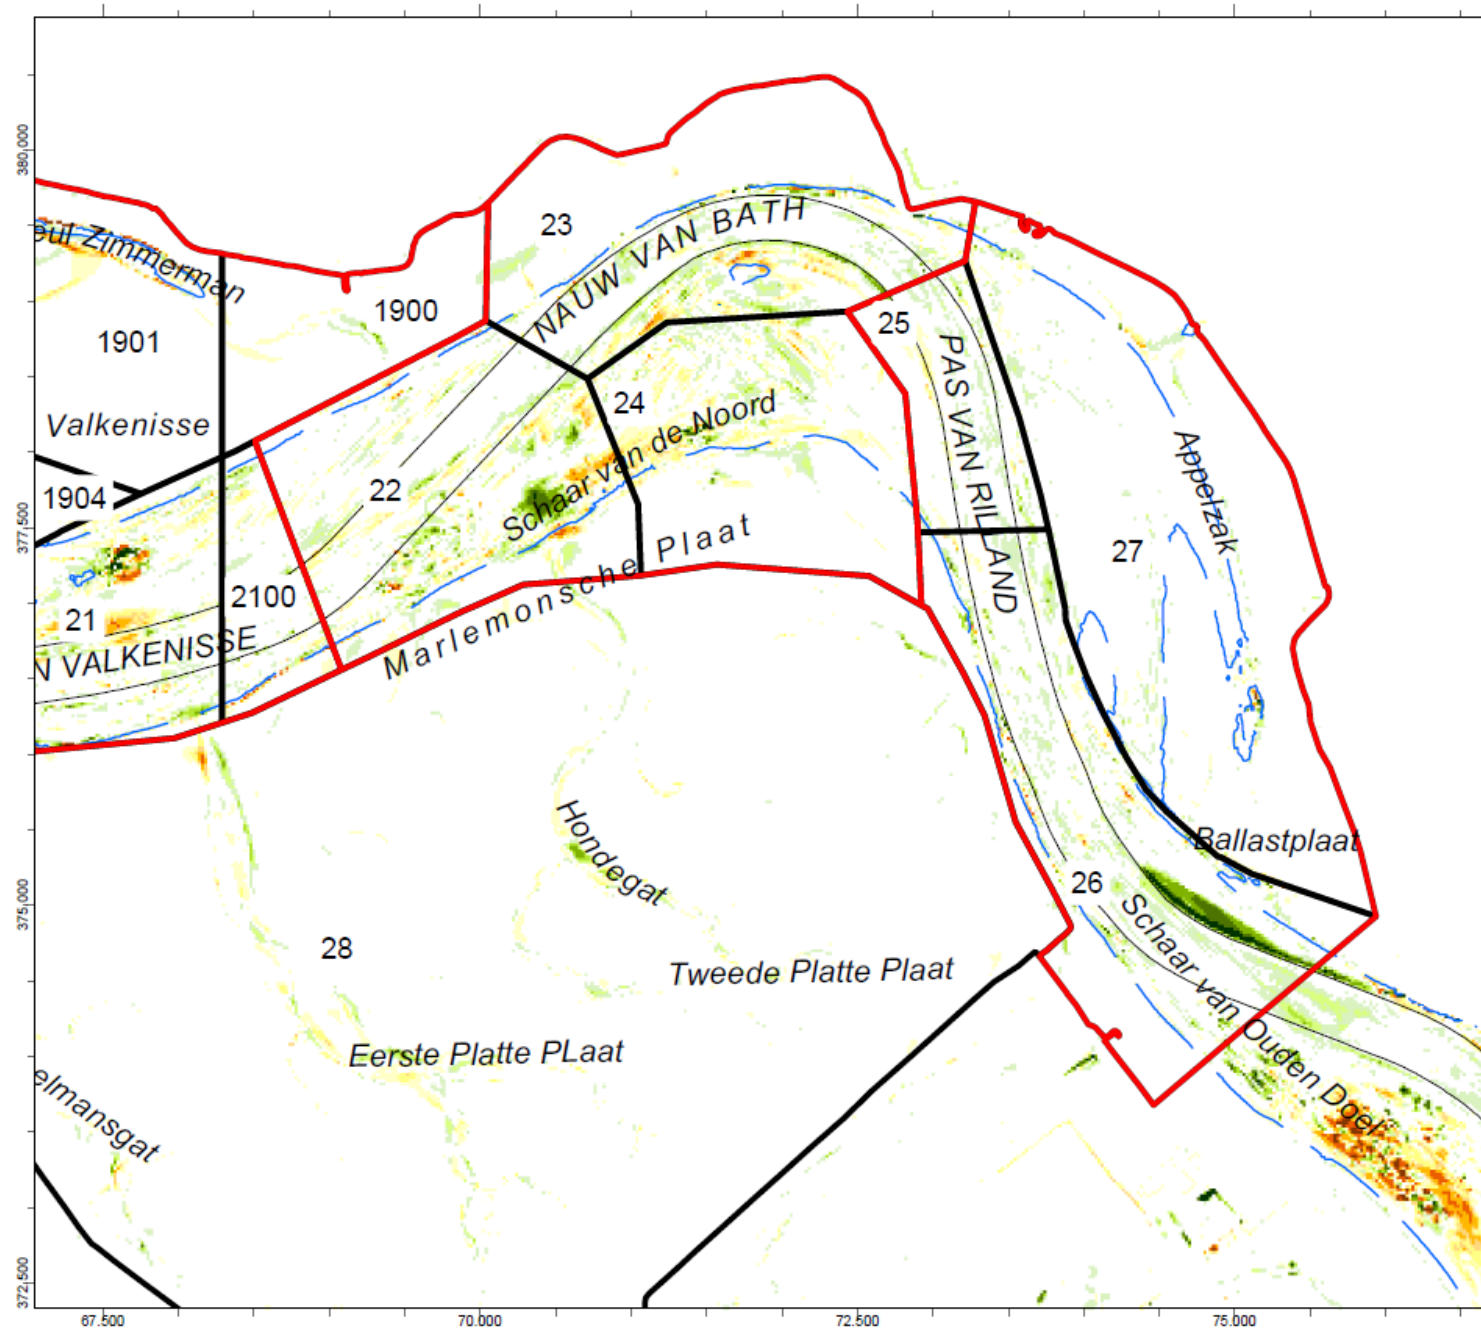 380.000
23
NAUW VAN BATH
eul Zimmerman
1900
1901
25
PAS VAN RILLAND
24
Valkenisse
Schaar van de Noord
Appelzak
22
1904
377.500
Marlemonsche Plaat
27
2100
21
N VALKENISSE
Hondegat
Ballastplaat
26
375.000
Schaar van Ouden Doel
28
Tweede Platte Plaat
Eerste Platte PLaat
elmansgat
372.500
67.500
70.000
72.500
75.000